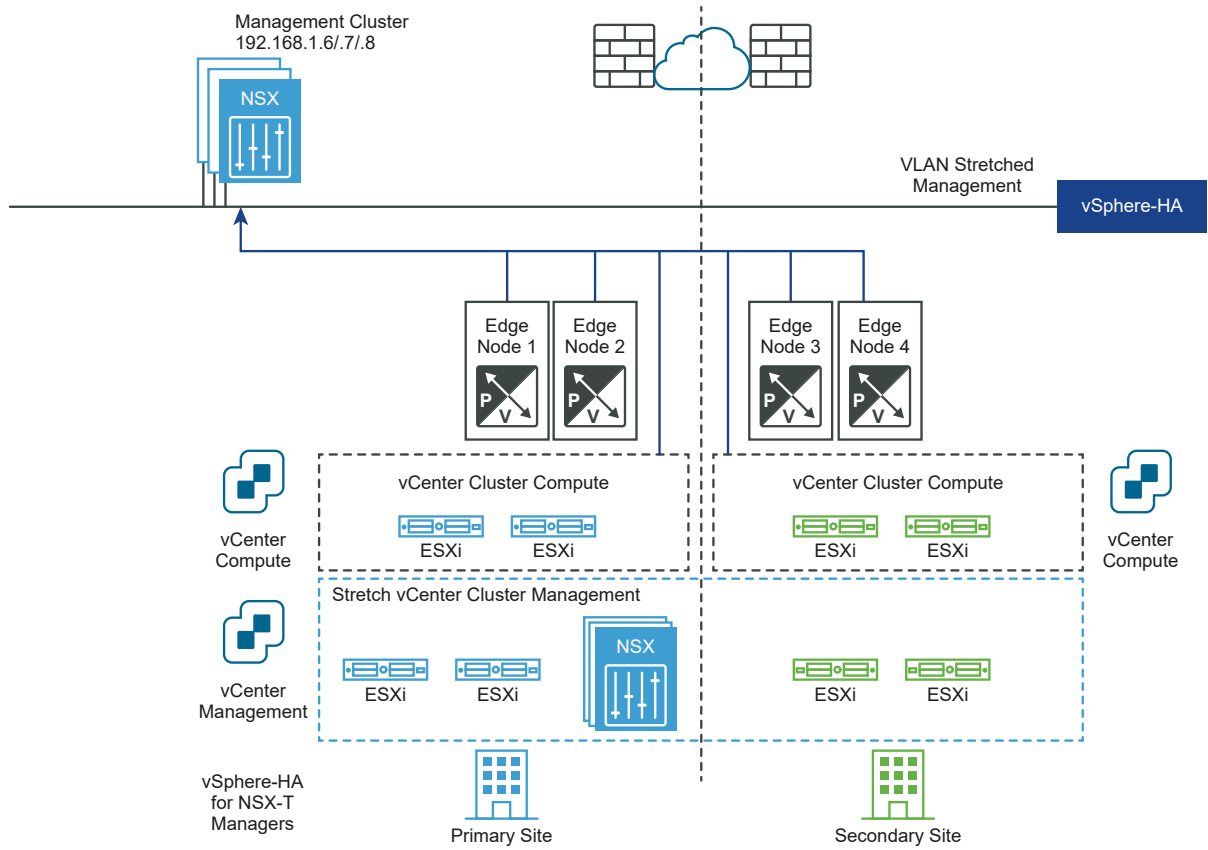 Management Cluster
192.168.1.6/.7/.8
NSX
VLAN Stretched
Management
vSphere-HA
Edge
Node 1
Edge
Node 2
Edge
Node 3
Edge
Node 4
P
V
P
V
P
V
P
V
vCenter
Compute
vCenter Cluster Compute
ESXi
ESXi
vCenter Cluster Compute
ESXi
ESXi
vCenter
Compute
Stretch vCenter Cluster Management
vCenter
Management
ESXi
ESXi
NSX
ESXi
ESXi
vSphere-HA
for NSX-T
Managers
Primary Site
Secondary Site